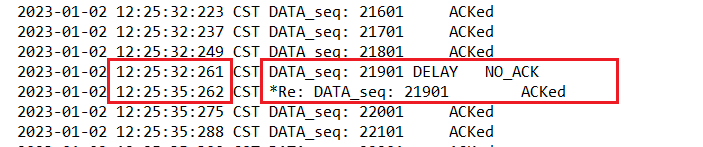 2023-01-02 12:25:32:223 CST DATA_seq: 21601 ACKed
2023-01-02 12:25:32:237 CST DATA_seq: 21701 ACKed
2023-01-02 12:25:32:249 CST DATA_seq: 21801 ACKed
2023-01-02 12:25:32:261 CST DATA_seq: 21901 DELAY NO_ACK
2023-01-02 12:25:35:262 CST *Re: DATA_seq: 21901 ACKed
2023-01-02 12:25:35:275 CST DATA_seq: 22001 ACKed
2023-01-02 12:25:35:288 CST DATA_seq: 22101 ACKed